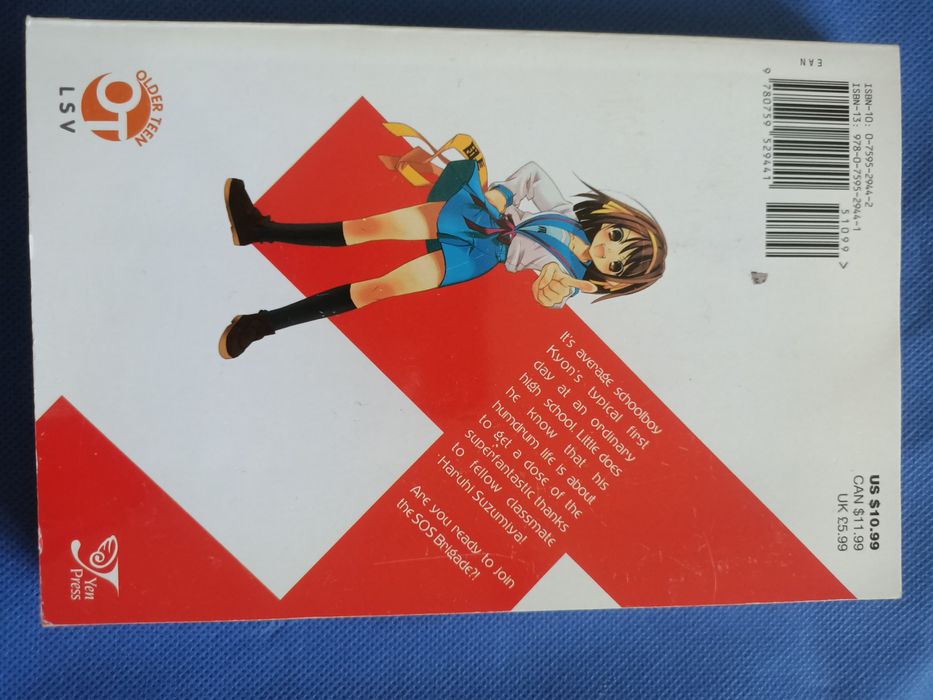 ISBN-10: 0-7595-2944-2
ISBN-13: 978-0-7595-2944-1
EAN
9 780759 529441
51099 >
US $10.99
CAN $11.99
UK £5.99
It's average schoolboy
Kyon's typical first
day at an ordinary
high school. Little does
he know that his
humdrum life is about
to get a dose of the
superfantastic thanks
to fellow classmate
Haruhi Suzumiya!
Are you ready to join
the SOS Brigade?!
OLDER TEEN
OT
L S V
Yen
Press